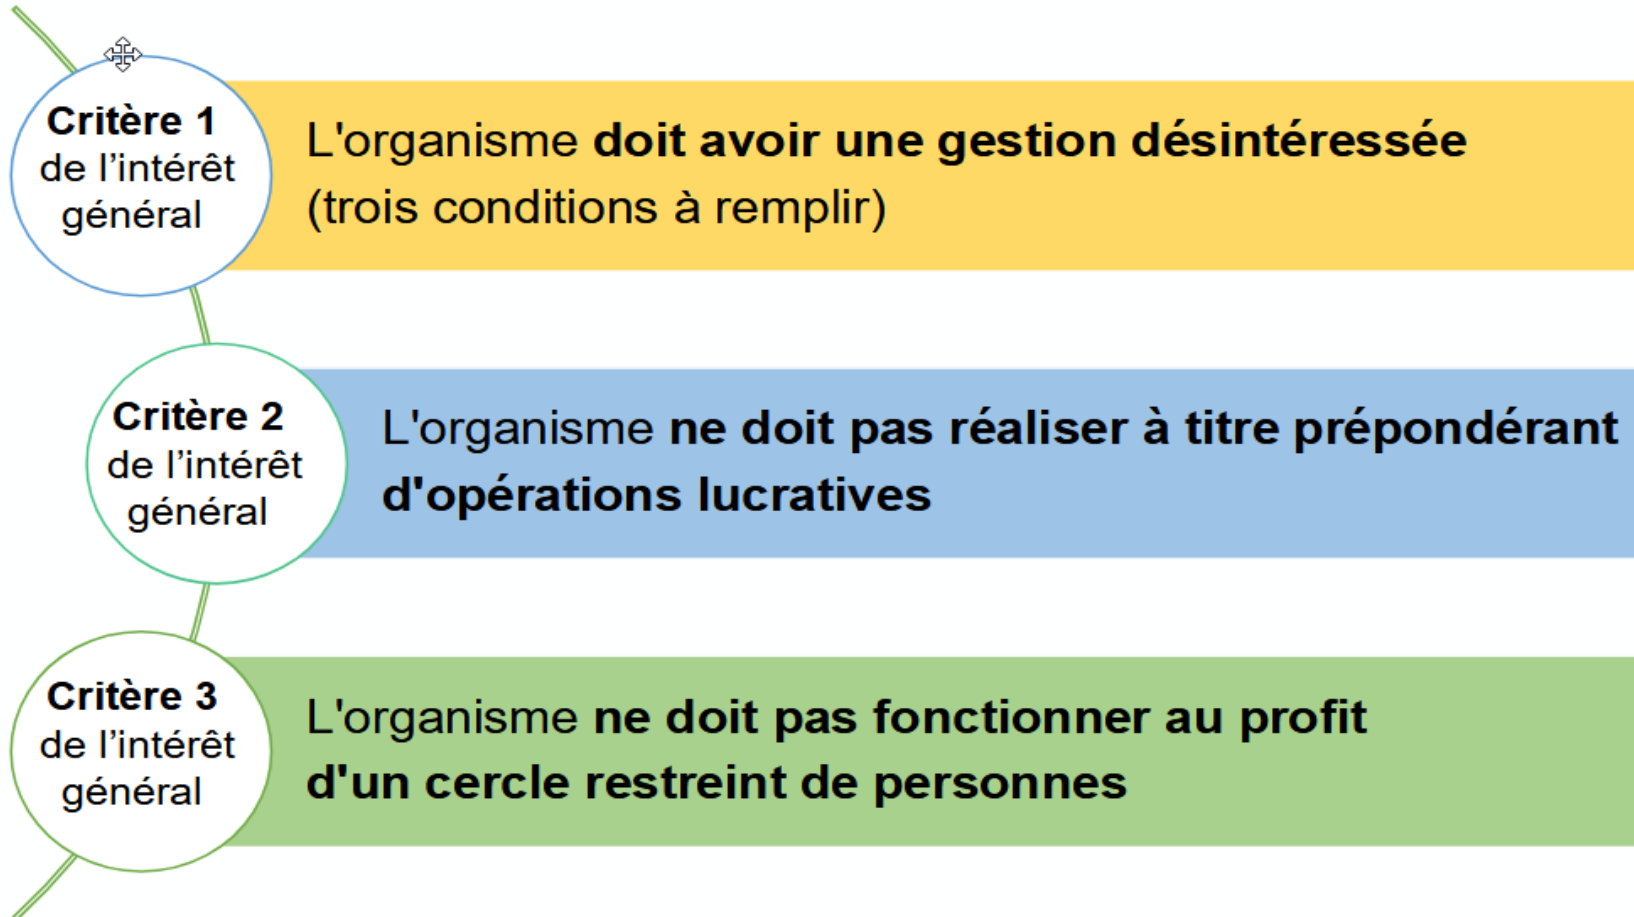 Critère 1
de l’intérêt
général
L'organisme doit avoir une gestion désintéressée
(trois conditions à remplir)
Critère 2
de l’intérêt
général
L'organisme ne doit pas réaliser à titre prépondérant
d'opérations lucratives
Critère 3
de l’intérêt
général
L'organisme ne doit pas fonctionner au profit
d'un cercle restreint de personnes